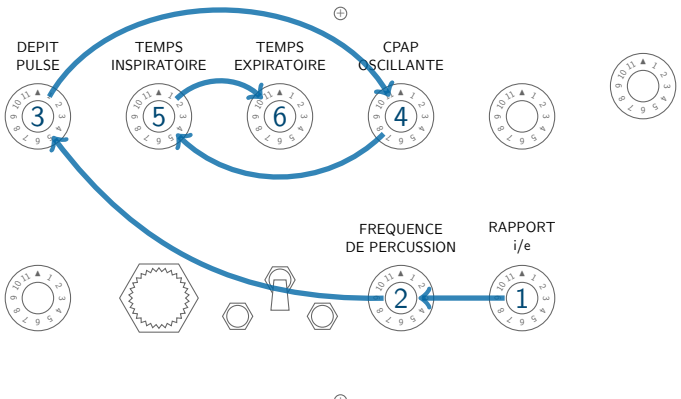 DEPIT
PULSE
TEMPS
INSPIRATOIRE
TEMPS
EXPIRATOIRE
CPAP
OSCILLANTE
3
5
6
4
FREQUENCE
DE PERCUSSION
RAPPORT
i/e
2
1